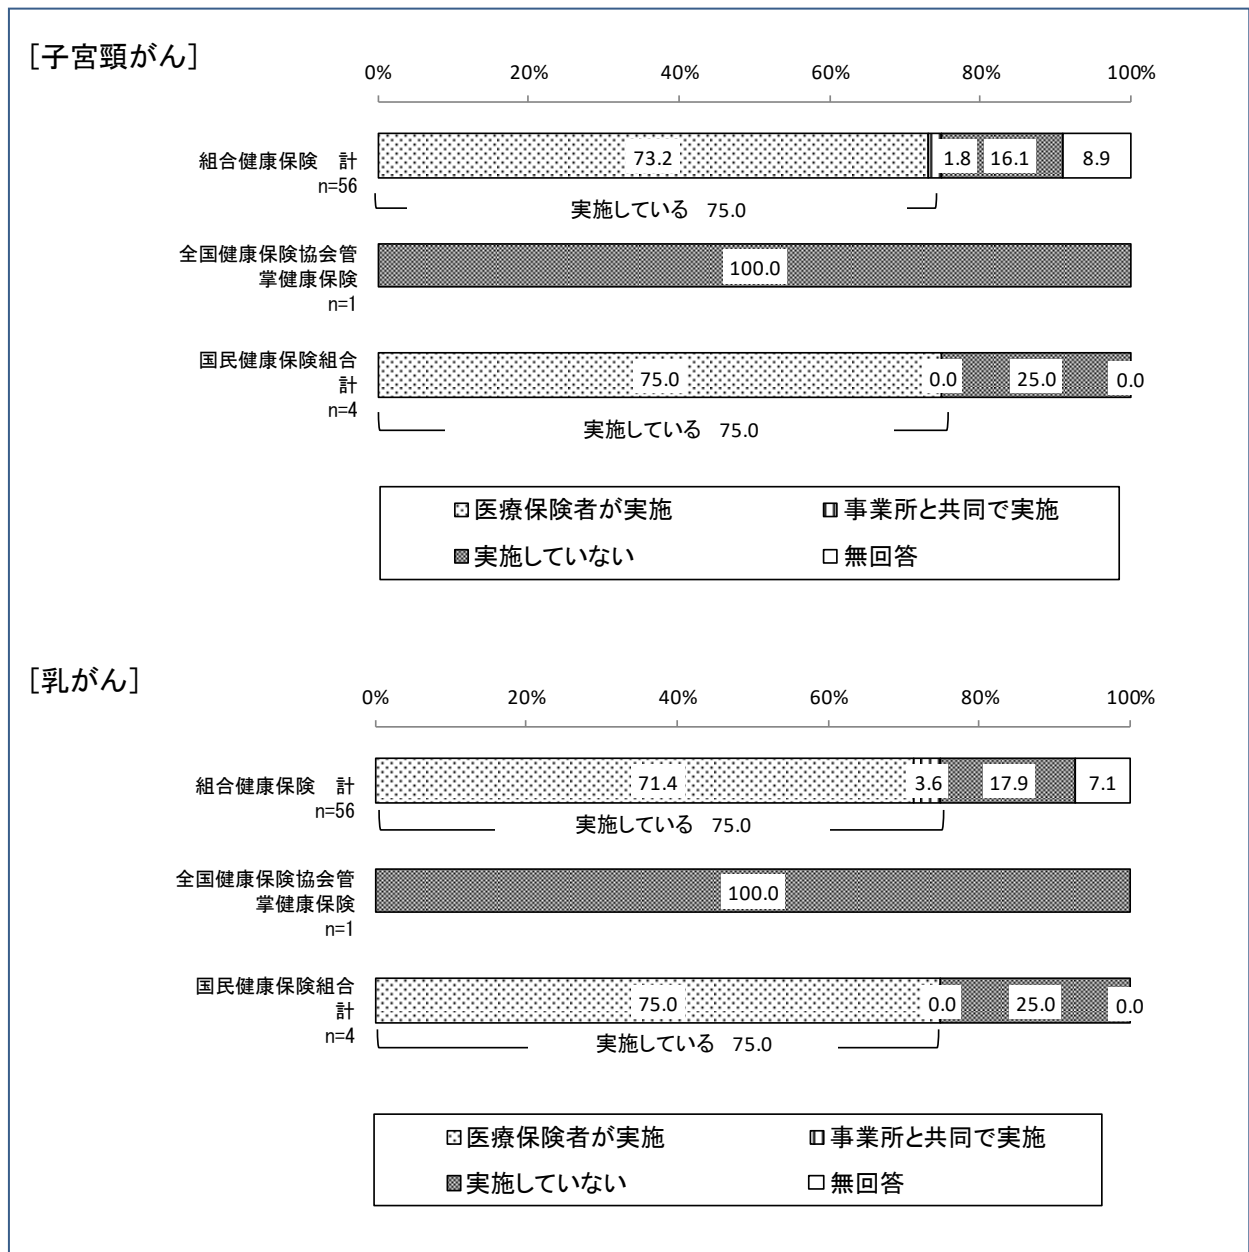 [子宮頸がん]
0% 20% 40% 60% 80% 100%
組合健康保険 計
n=56
73.2 1.8 16.1 8.9
実施している 75.0
全国健康保険協会管
掌健康保険
n=1
100.0
国民健康保険組合
計
n=4
75.0 0.0 25.0 0.0
実施している 75.0
医療保険者が実施 事業所と共同で実施
実施していない 無回答
[乳がん]
0% 20% 40% 60% 80% 100%
組合健康保険 計
n=56
71.4 3.6 17.9 7.1
実施している 75.0
全国健康保険協会管
掌健康保険
n=1
100.0
国民健康保険組合
計
n=4
75.0 0.0 25.0 0.0
実施している 75.0
医療保険者が実施 事業所と共同で実施
実施していない 無回答